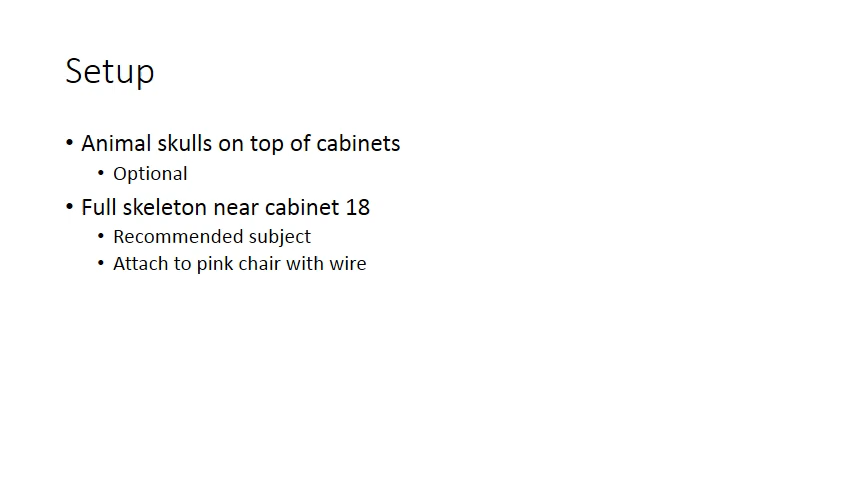 Setup
• Animal skulls on top of cabinets
• Optional
• Full skeleton near cabinet 18
• Recommended subject
• Attach to pink chair with wire